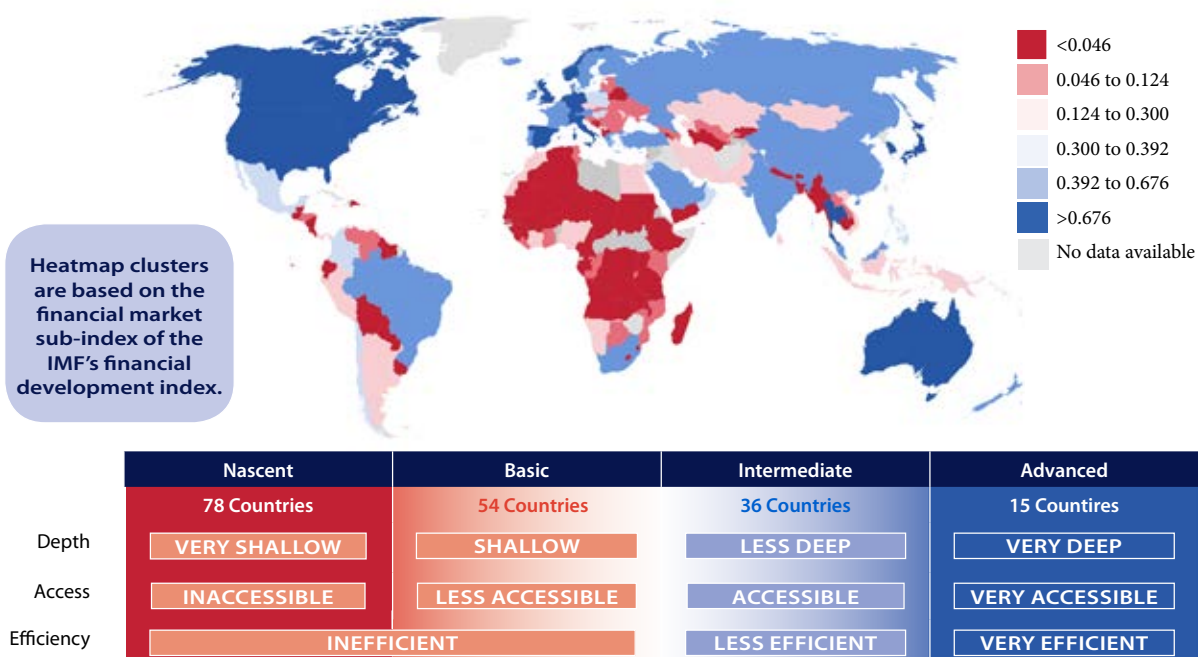 <0.046
0.046 to 0.124
0.124 to 0.300
0.300 to 0.392
0.392 to 0.676
>0.676
No data available
Heatmap clusters
are based on the
financial market
sub-index of the
IMF's financial
development index.
Nascent Basic Intermediate Advanced
78 Countries 54 Countries 36 Countries 15 Countires
Depth VERY SHALLOW SHALLOW LESS DEEP VERY DEEP
Access INACCESSIBLE LESS ACCESSIBLE ACCESSIBLE VERY ACCESSIBLE
Efficiency INEFFICIENT LESS EFFICIENT VERY EFFICIENT